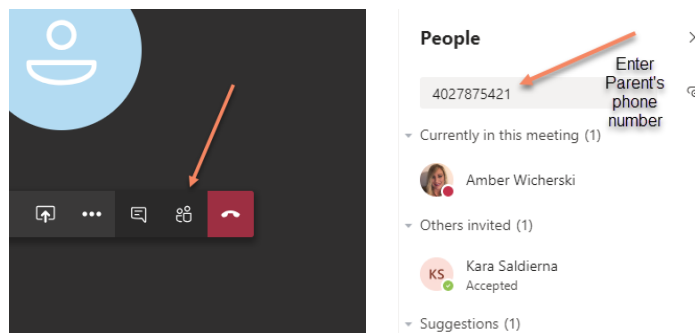 People
4027875421
Enter
Parent's
phone
number
Currently in this meeting (1)
Amber Wicherski
Others invited (1)
KS
Kara Saldierna
Accepted
Suggestions (1)